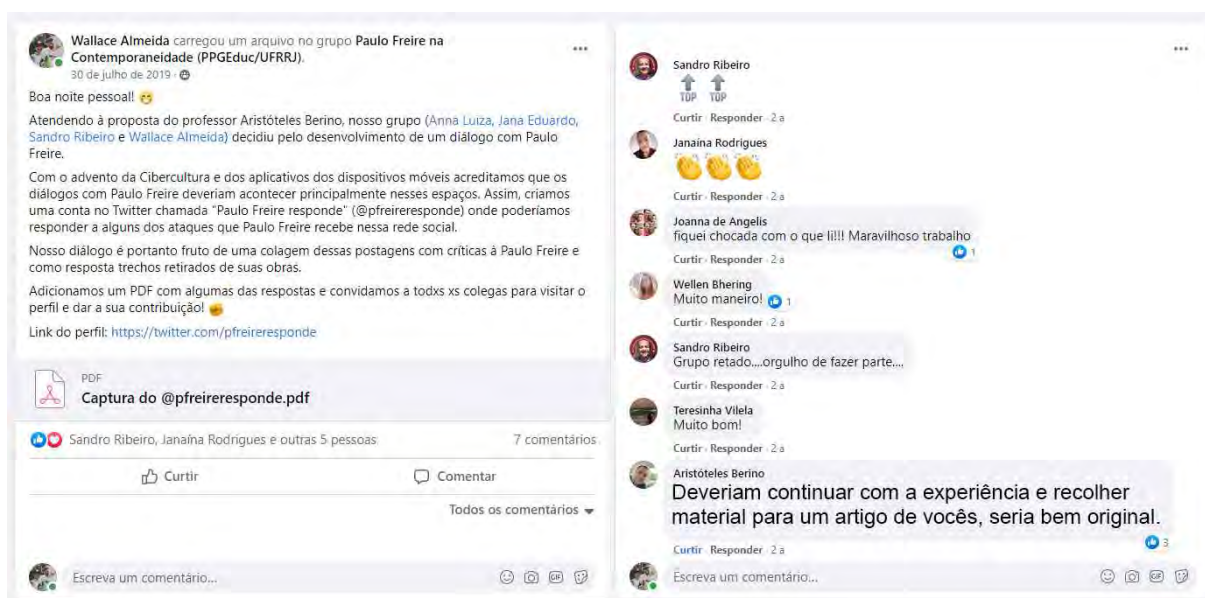 Wallace Almeida carregou um arquivo no grupo Paulo Freire na
Contemporaneidade (PPGEduc/UFRRJ).
30 de julho de 2019 ·
Boa noite pessoal!
Atendendo à proposta do professor Aristóteles Berino, nosso grupo (Anna Luiza, Jana Eduardo,
Sandro Ribeiro e Wallace Almeida) decidiu pelo desenvolvimento de um diálogo com Paulo
Freire.
Com o advento da Cibercultura e dos aplicativos dos dispositivos móveis acreditamos que os
diálogos com Paulo Freire deveriam acontecer principalmente nesses espaços. Assim, criamos
uma conta no Twitter chamada "Paulo Freire responde" (@pfreireresponde) onde poderíamos
responder a alguns dos ataques que Paulo Freire recebe nessa rede social.
Nosso diálogo é portanto fruto de uma colagem dessas postagens com críticas à Paulo Freire e
como resposta trechos retirados de suas obras.
Adicionamos um PDF com algumas das respostas e convidamos a todxs xs colegas para visitar o
perfil e dar a sua contribuição!
Link do perfil: https://twitter.com/pfreireresponde
PDF
Captura do @pfreireresponde.pdf
Sandro Ribeiro, Janaína Rodrigues e outras 5 pessoas
7 comentários
Curtir
Comentar
Todos os comentários
Escreva um comentário...
GIF
Sandro Ribeiro
TOP TOP
Curtir · Responder · 2 a
Janaína Rodrigues
Curtir · Responder · 2 a
Joanna de Angelis
fiquei chocada com o que li!!! Maravilhoso trabalho
1
Curtir · Responder · 2 a
Wellen Bhering
Muito maneiro! 1
Curtir · Responder · 2 a
Sandro Ribeiro
Grupo retado....orgulho de fazer parte....
Curtir · Responder · 2 a
Teresinha Vilela
Muito bom!
Curtir · Responder · 2 a
Aristóteles Berino
Deveriam continuar com a experiência e recolher
material para um artigo de vocês, seria bem original.
3
Curtir · Responder · 2 a
Escreva um comentário...
GIF